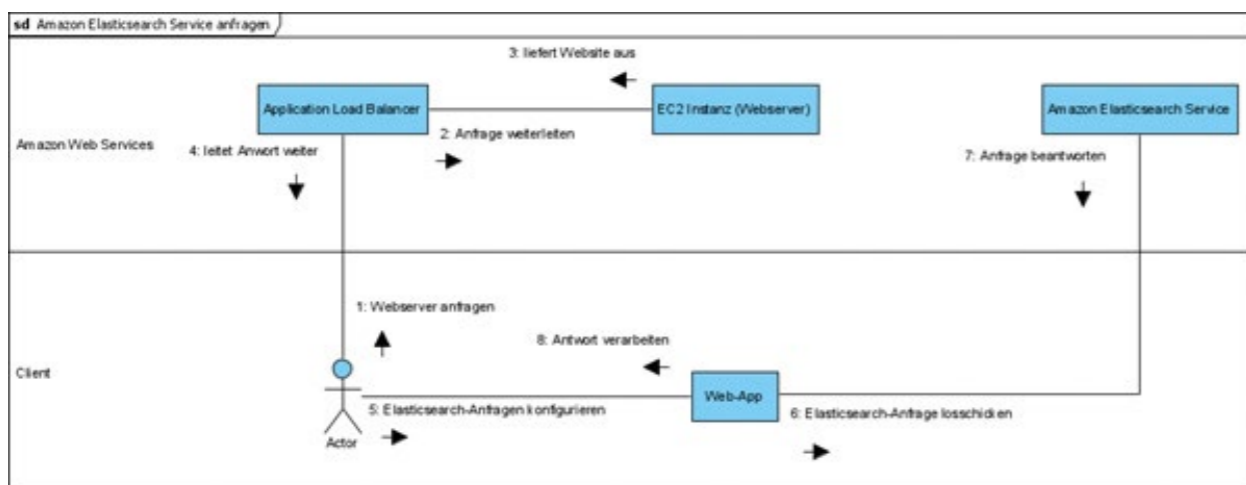 sd Amazon Elasticsearch Service anfragen
3: liefert Website aus
Application Load Balancer
EC2 Instanz (Webserver)
Amazon Elasticsearch Service
2: Anfrage weiterleiten
Amazon Web Services
4: leitet Anwort weiter
7: Anfrage beantworten
1: Webserver anfragen
8: Antwort verarbeiten
Client
Web-App
5: Elasticsearch-Anfragen konfigurieren
6: Elasticsearch-Anfrage losschicken
Actor